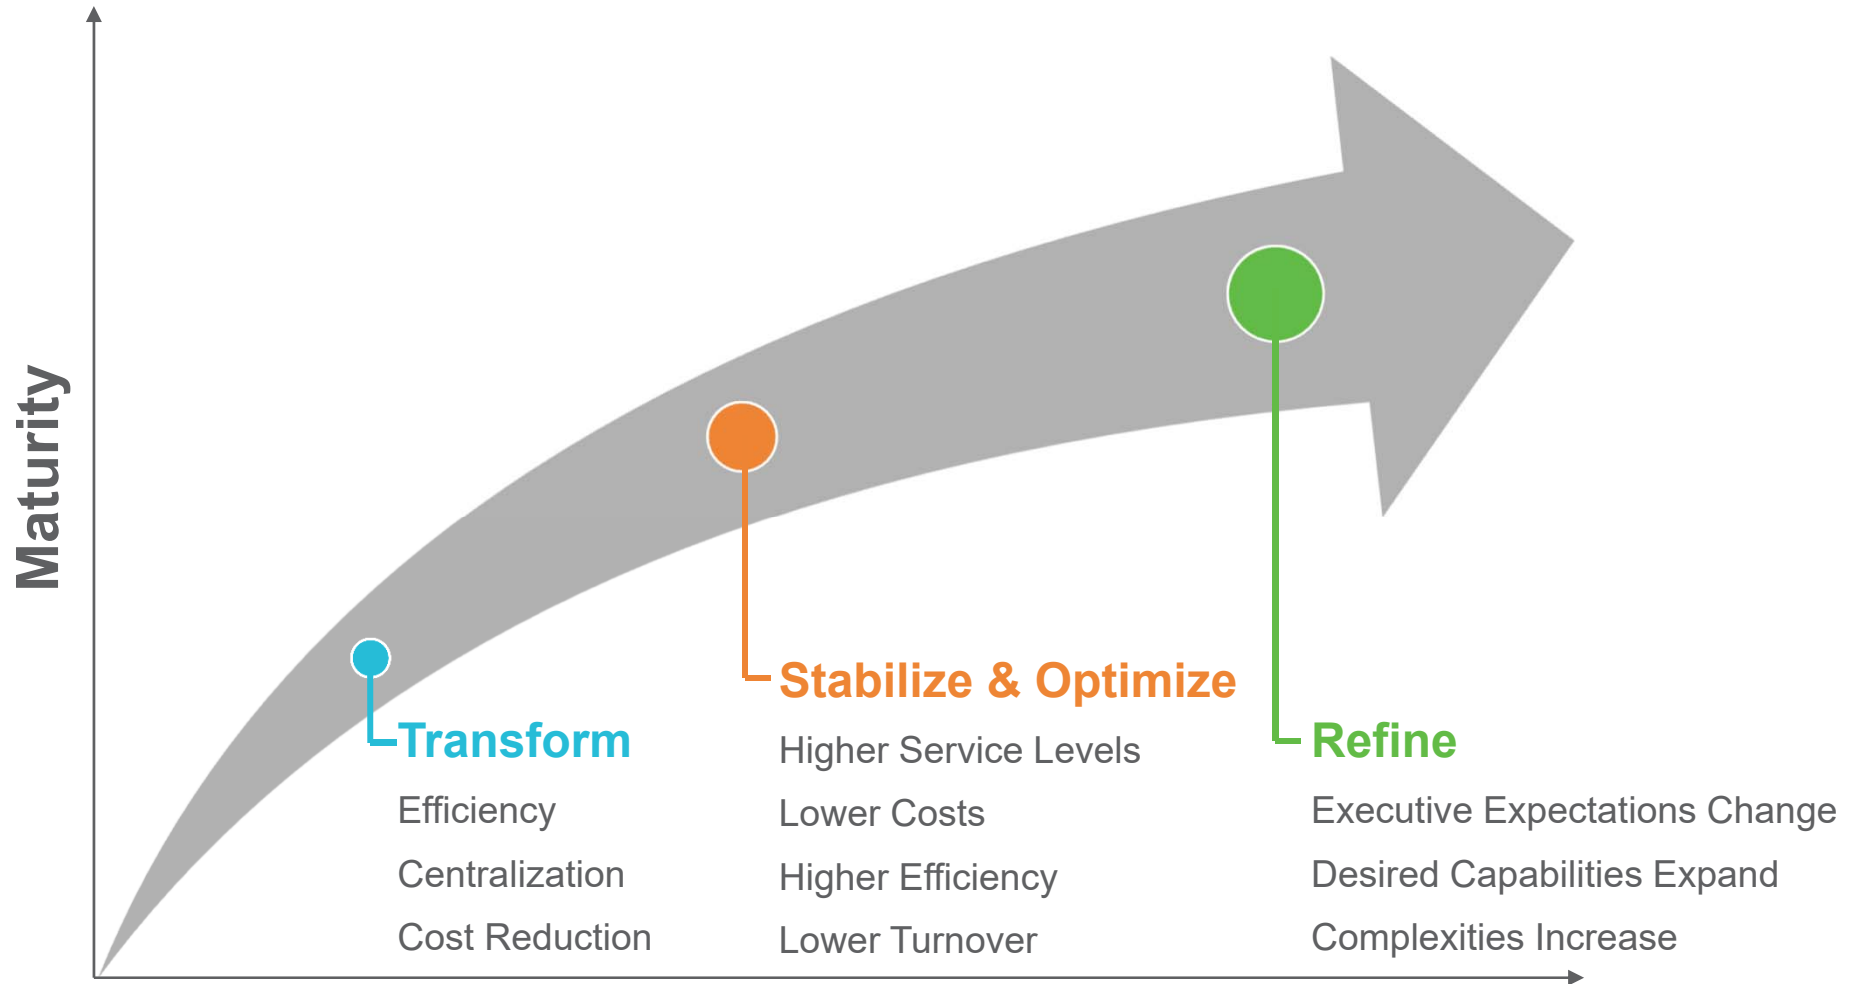 Maturity
Transform
Efficiency
Centralization
Cost Reduction
Stabilize & Optimize
Higher Service Levels
Lower Costs
Higher Efficiency
Lower Turnover
Refine
Executive Expectations Change
Desired Capabilities Expand
Complexities Increase